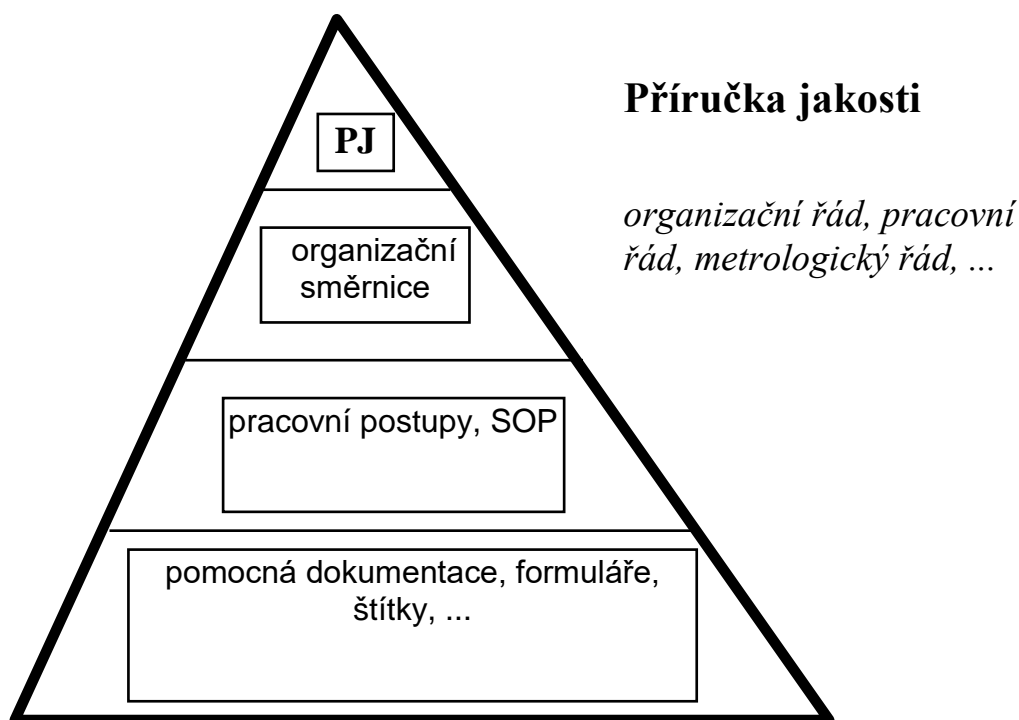 Příručka jakosti
PJ
organizační řád, pracovní
řád, metrologický řád, ...
organizační
směrnice
pracovní postupy, SOP
pomocná dokumentace, formuláře,
štítky, ...